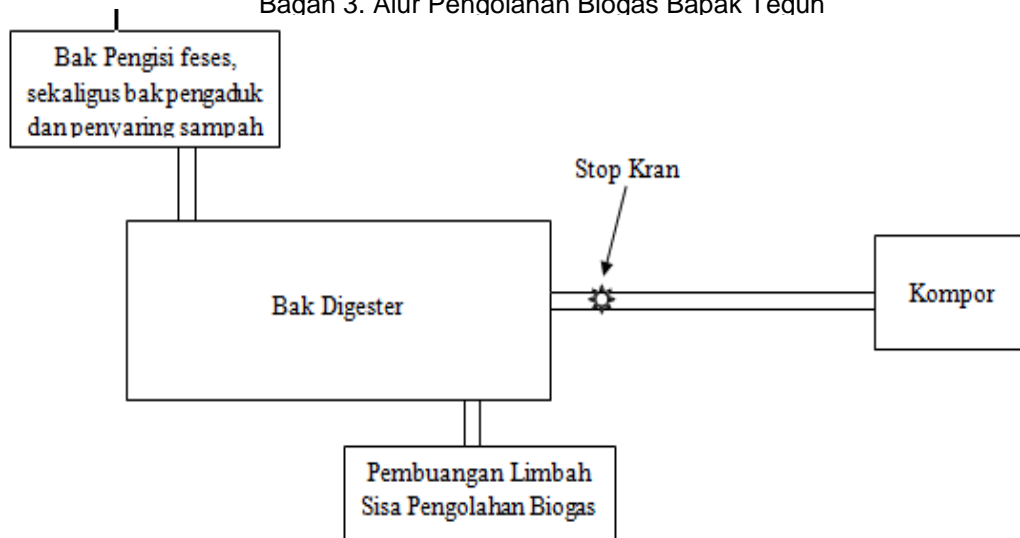 Bagan 3. Alur Pengolahan Biogas Bapak Teguh
Bak Pengisi feses,
sekaligus bak pengaduk
dan penyaring sampah
Stop Kran
Bak Digester
Kompor
Pembuangan Limbah
Sisa Pengolahan Biogas